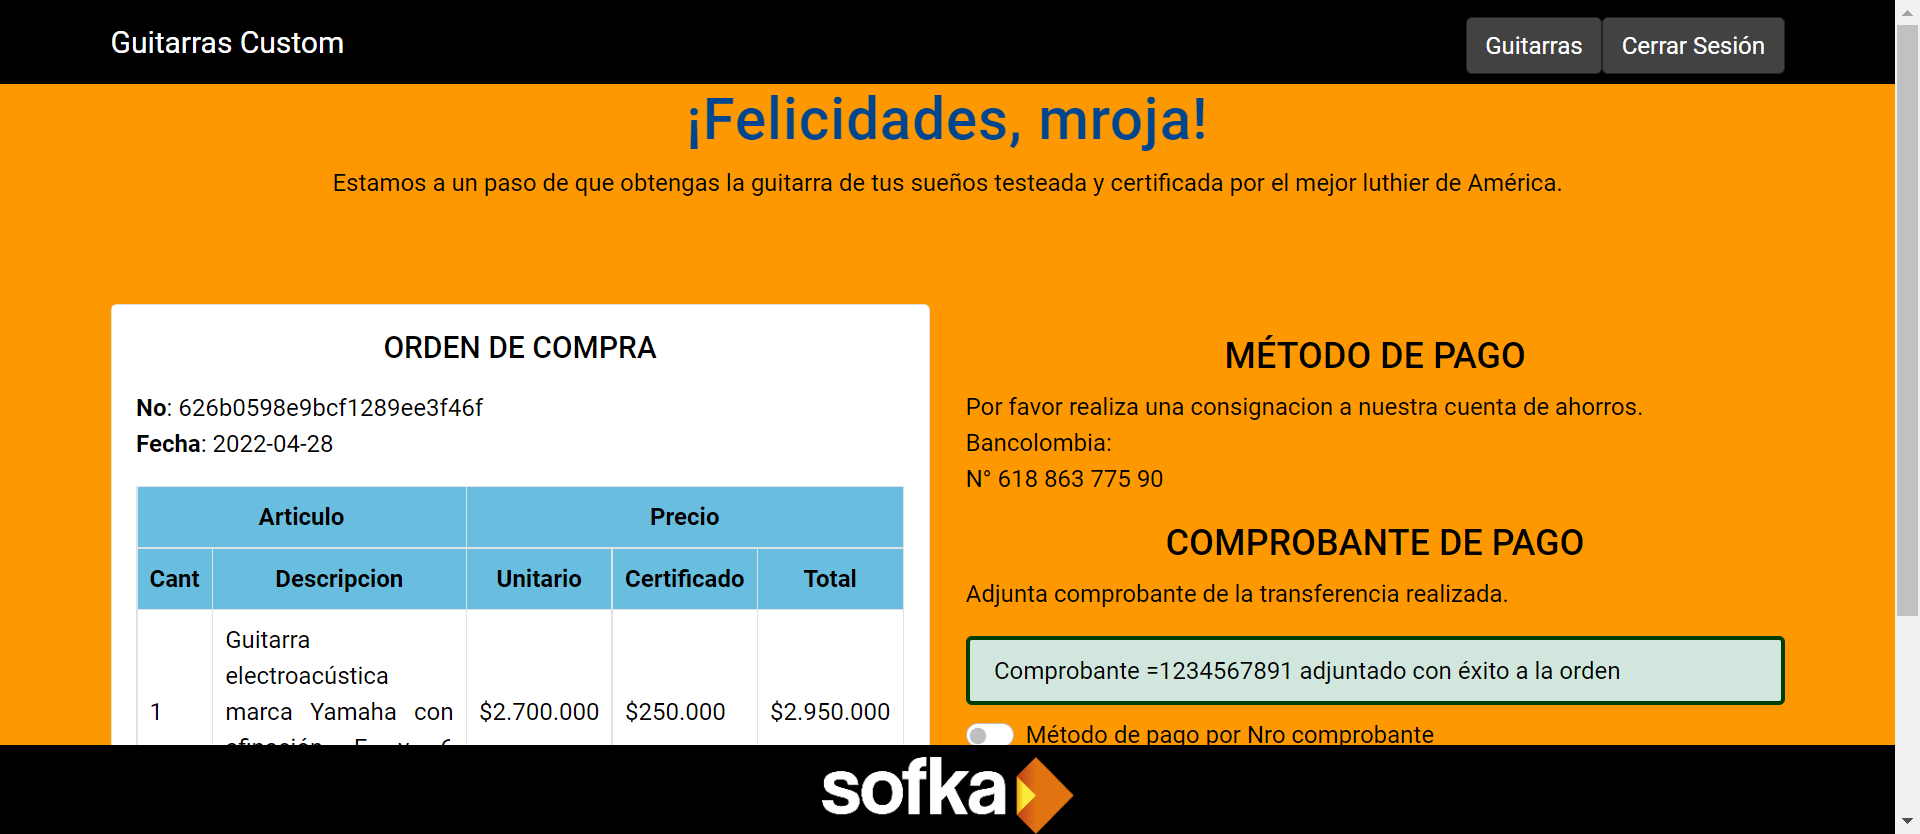 Guitarras Custom
Guitarras
Cerrar Sesión
¡Felicidades, mroja!
Estamos a un paso de que obtengas la guitarra de tus sueños testeada y certificada por el mejor luthier de América.
ORDEN DE COMPRA
No: 626b0598e9bcf1289ee3f46f
Fecha: 2022-04-28
Articulo Precio
Cant Descripcion Unitario Certificado Total
Guitarra
electroacústica
1 marca Yamaha con $2.700.000 $250.000 $2.950.000
MÉTODO DE PAGO
Por favor realiza una consignacion a nuestra cuenta de ahorros.
Bancolombia:
N° 618 863 775 90
COMPROBANTE DE PAGO
Adjunta comprobante de la transferencia realizada.
Comprobante =1234567891 adjuntado con éxito a la orden
Método de pago por Nro comprobante
sofka